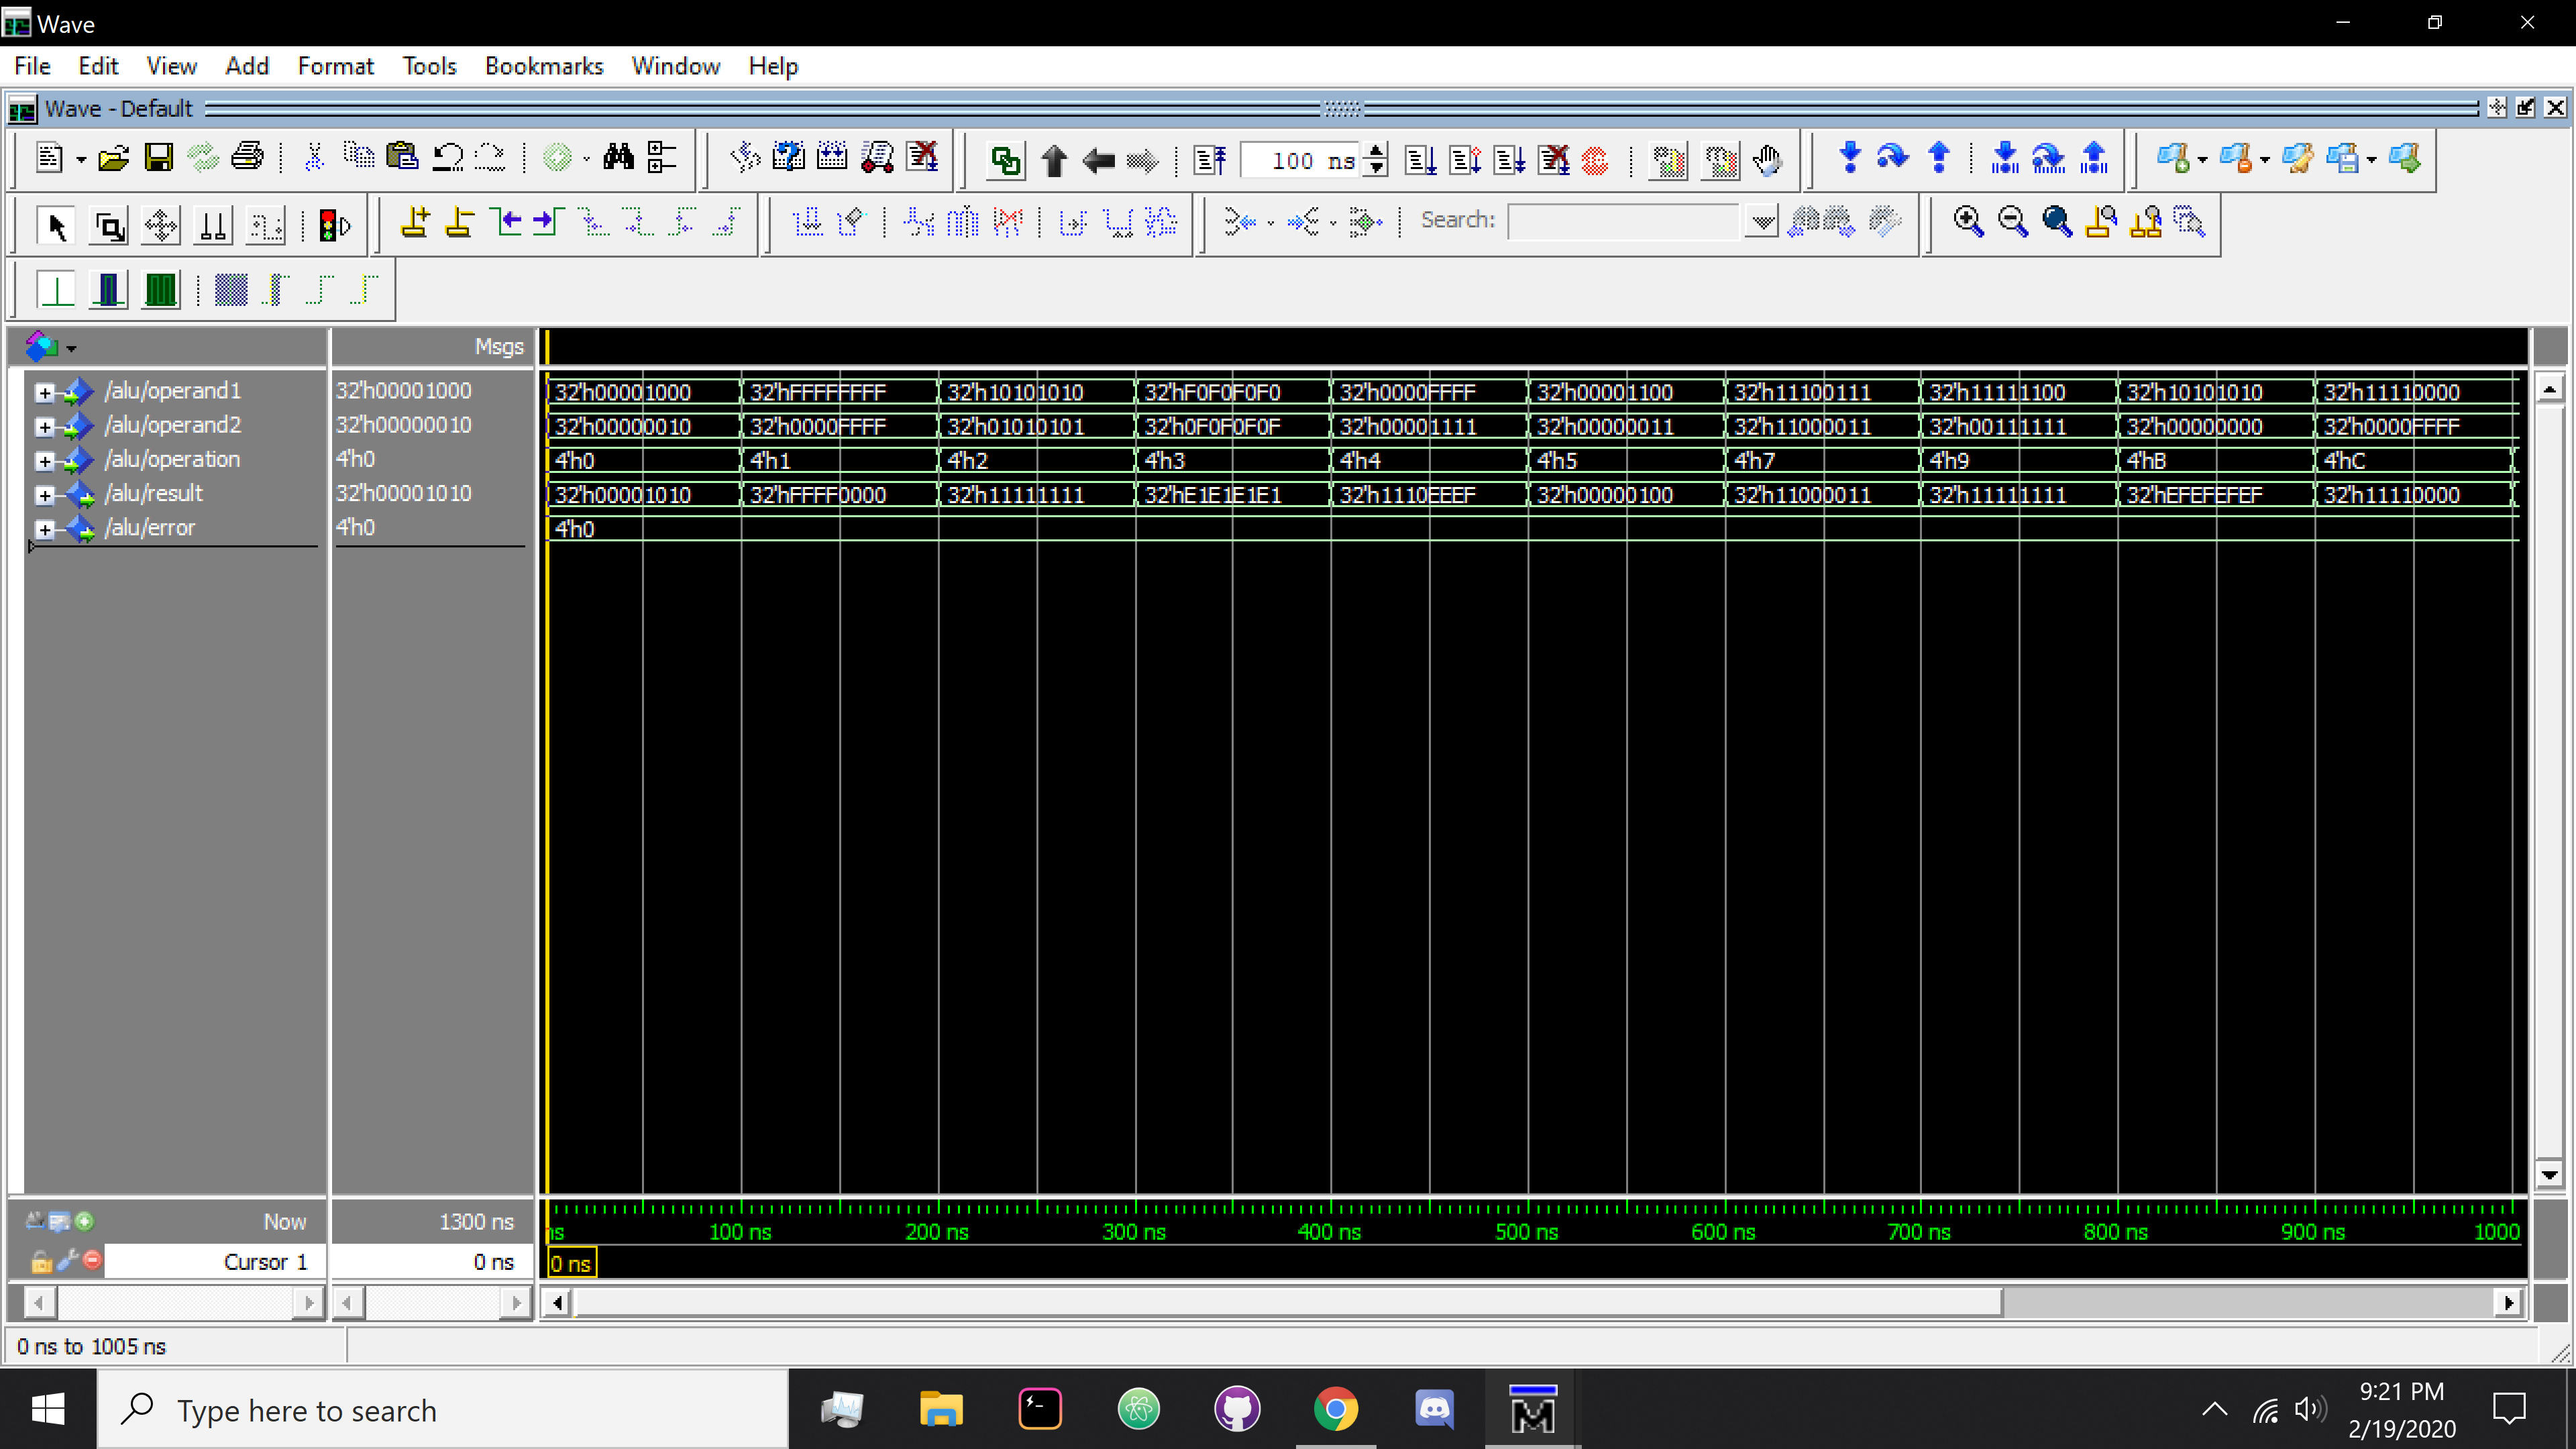 Wave
File Edit View Add Format Tools Bookmarks Window Help
Wave - Default
100 ns
Search:
Msgs
/alu/operand1 32'h00001000 32'h00001000 32'hFFFFFFFF 32'h10101010 32'hF0F0F0F0 32'h0000FFFF 32'h00001100 32'h11100111 32'h11111100 32'h10101010 32'h11110000
/alu/operand2 32'h00000010 32'h00000010 32'h0000FFFF 32'h01010101 32'h0F0F0F0F 32'h00001111 32'h00000011 32'h11000011 32'h00111111 32'h00000000 32'h0000FFFF
/alu/operation 4'h0 4'h0 4'h1 4'h2 4'h3 4'h4 4'h5 4'h7 4'h9 4'hB 4'hC
/alu/result 32'h00001010 32'h00001010 32'hFFFF0000 32'h11111111 32'hE1E1E1E1 32'h1110EEEF 32'h00000100 32'h11000011 32'h11111111 32'hEFEFEFEF 32'h11110000
/alu/error 4'h0 4'h0
Now 1300 ns ns 100 ns 200 ns 300 ns 400 ns 500 ns 600 ns 700 ns 800 ns 900 ns 1000
Cursor 1 0 ns 0 ns
0 ns to 1005 ns
Type here to search
9:21 PM
2/19/2020